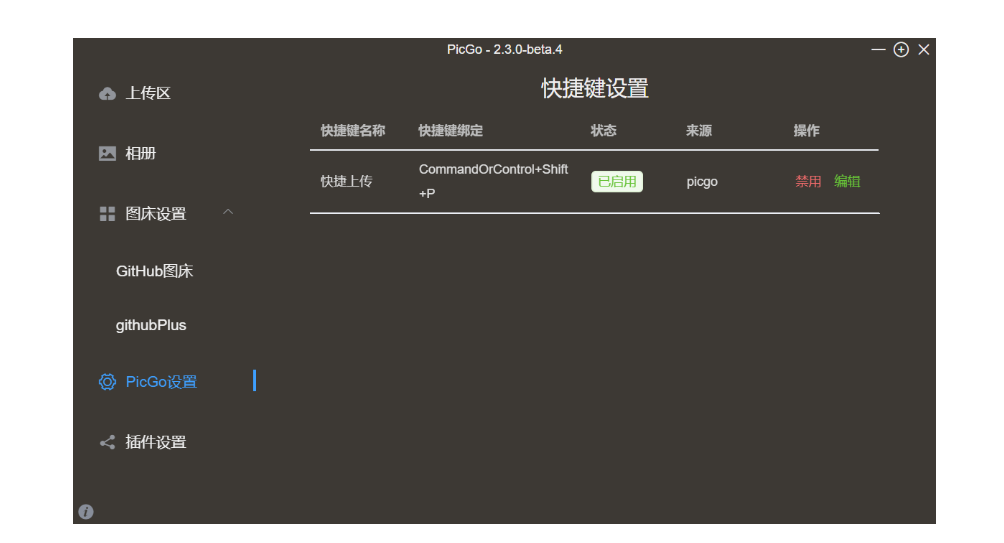 PicGo - 2.3.0-beta.4
上传区
相册
图床设置
GitHub图床
githubPlus
PicGo设置
插件设置
快捷键设置
快捷键名称 快捷键绑定 状态 来源 操作
快捷上传 CommandOrControl+Shift 已启用 picgo 禁用 编辑
+P